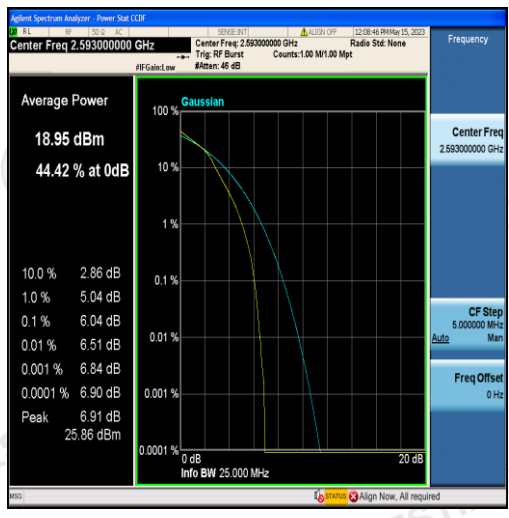 Agilent Spectrum Analyzer - Power Stat CCDF
RL RF 50 Ω AC SENSE:INT ALIGN OFF 12:08:46 PM May 15, 2023
Center Freq 2.593000000 GHz
Center Freq: 2.593000000 GHz Radio Std: None
Trig: RF Burst Counts:1.00 M/1.00 Mpt
#IFGain:Low #Atten: 46 dB
Frequency
Average Power
18.95 dBm
44.42 % at 0dB
10.0 % 2.86 dB
1.0 % 5.04 dB
0.1 % 6.04 dB
0.01 % 6.51 dB
0.001 % 6.84 dB
0.0001 % 6.90 dB
Peak 6.91 dB
25.86 dBm
Gaussian
100 %
10 %
1 %
0.1 %
0.01 %
0.001 %
0.0001 %
0 dB 20 dB
Info BW 25.000 MHz
Center Freq
2.593000000 GHz
CF Step
5.000000 MHz
Auto Man
Freq Offset
0 Hz
MSG STATUS Align Now, All required